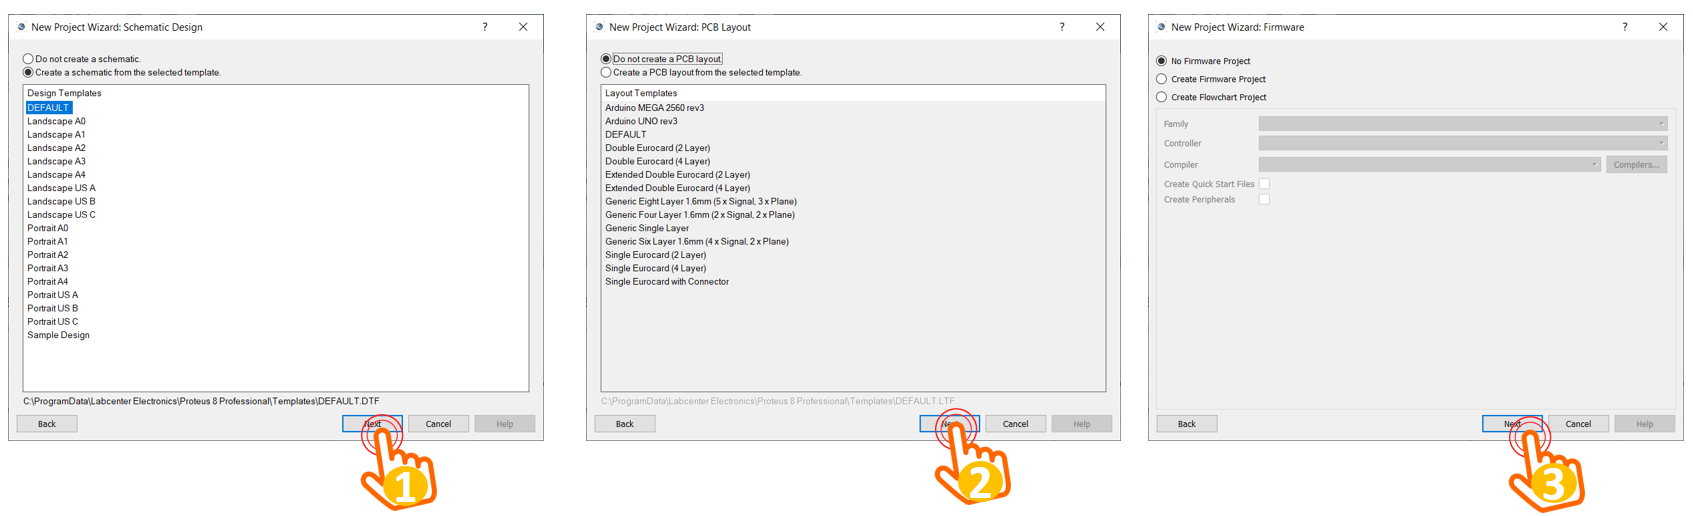 New Project Wizard: Schematic Design
?
Do not create a schematic.
Create a schematic from the selected template.
Design Templates
DEFAULT
Landscape A0
Landscape A1
Landscape A2
Landscape A3
Landscape A4
Landscape US A
Landscape US B
Landscape US C
Portrait A0
Portrait A1
Portrait A2
Portrait A3
Portrait A4
Portrait US A
Portrait US B
Portrait US C
Sample Design
C:\ProgramData\Labcenter Electronics\Proteus 8 Professional\Templates\DEFAULT.DTF
Back
Next
Cancel
Help
1
New Project Wizard: PCB Layout
?
Do not create a PCB layout.
Create a PCB layout from the selected template.
Layout Templates
Arduino MEGA 2560 rev3
Arduino UNO rev3
DEFAULT
Double Eurocard (2 Layer)
Double Eurocard (4 Layer)
Extended Double Eurocard (2 Layer)
Extended Double Eurocard (4 Layer)
Generic Eight Layer 1.6mm (5 x Signal, 3 x Plane)
Generic Four Layer 1.6mm (2 x Signal, 2 x Plane)
Generic Single Layer
Generic Six Layer 1.6mm (4 x Signal, 2 x Plane)
Single Eurocard (2 Layer)
Single Eurocard (4 Layer)
Single Eurocard with Connector
C:\ProgramData\Labcenter Electronics\Proteus 8 Professional\Templates\DEFAULT.LTF
Back
Next
Cancel
Help
2
New Project Wizard: Firmware
?
No Firmware Project
Create Firmware Project
Create Flowchart Project
Family
Controller
Compiler
Compilers...
Create Quick Start Files
Create Peripherals
Back
Next
Cancel
Help
3